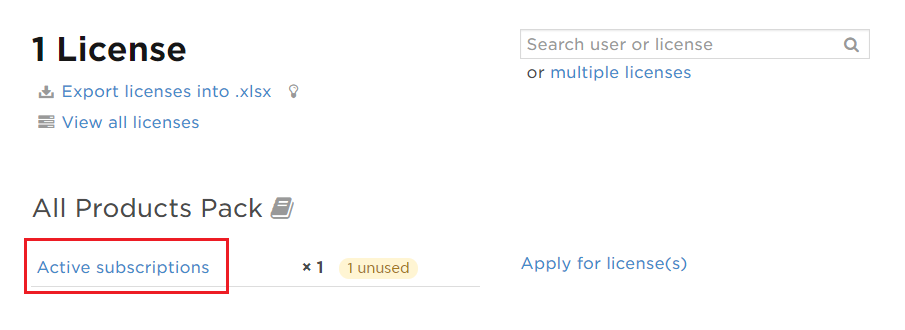 1 License
Search user or license
or multiple licenses
Export licenses into .xlsx
View all licenses
All Products Pack
Active subscriptions × 1 1 unused Apply for license(s)